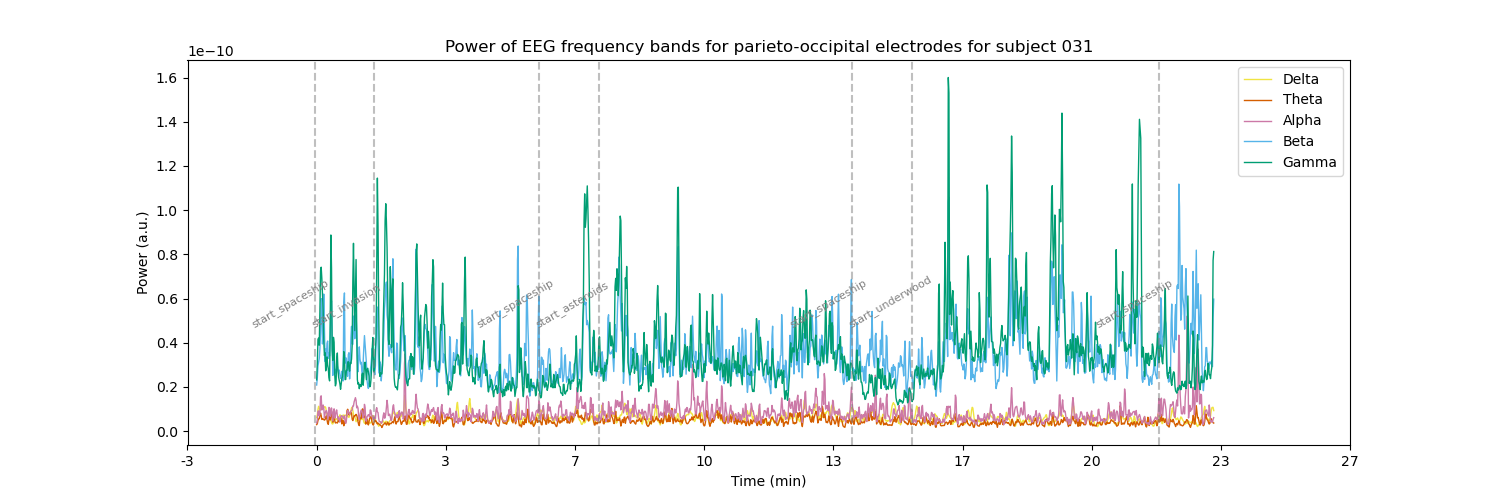 Power of EEG frequency bands for parieto-occipital electrodes for subject 031
1e−10
1.6
1.4
1.2
1.0
0.8
0.6
0.4
0.2
0.0
Power (a.u.)
Delta
Theta
Alpha
Beta
Gamma
start_spaceship
start_invasion
start_spaceship
start_asteroids
start_spaceship
start_underwood
start_spaceship
-3
0
3
7
10
13
17
20
23
27
Time (min)